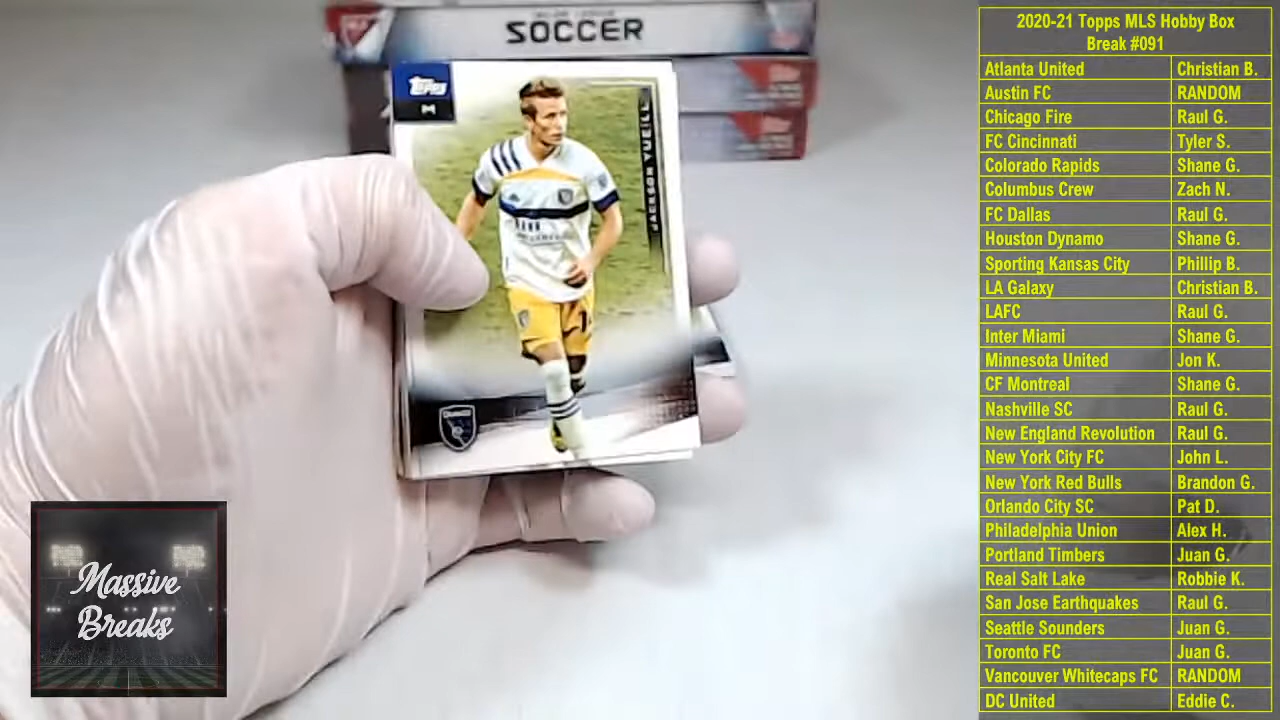 SOCCER
topps
JACKSON YUEILL
Massive
Breaks
2020-21 Topps MLS Hobby Box
Break #091
Atlanta United Christian B.
Austin FC RANDOM
Chicago Fire Raul G.
FC Cincinnati Tyler S.
Colorado Rapids Shane G.
Columbus Crew Zach N.
FC Dallas Raul G.
Houston Dynamo Shane G.
Sporting Kansas City Phillip B.
LA Galaxy Christian B.
LAFC Raul G.
Inter Miami Shane G.
Minnesota United Jon K.
CF Montreal Shane G.
Nashville SC Raul G.
New England Revolution Raul G.
New York City FC John L.
New York Red Bulls Brandon G.
Orlando City SC Pat D.
Philadelphia Union Alex H.
Portland Timbers Juan G.
Real Salt Lake Robbie K.
San Jose Earthquakes Raul G.
Seattle Sounders Juan G.
Toronto FC Juan G.
Vancouver Whitecaps FC RANDOM
DC United Eddie C.